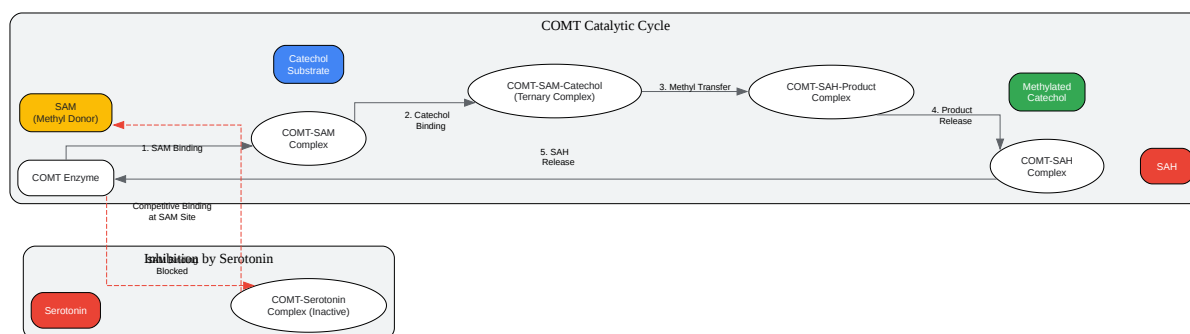 COMT Catalytic Cycle
Catechol
Substrate
SAM
(Methyl Donor)
COMT-SAM-Catechol
(Ternary Complex)
3. Methyl Transfer
COMT-SAH-Product
Complex
Methylated
Catechol
2. Catechol
Binding
4. Product
Release
COMT-SAM
Complex
1. SAM Binding
5. SAH
Release
COMT-SAH
Complex
SAH
COMT Enzyme
Competitive Binding
at SAM Site
Inhibition by Serotonin
Blocked
Serotonin
COMT-Serotonin
Complex (Inactive)